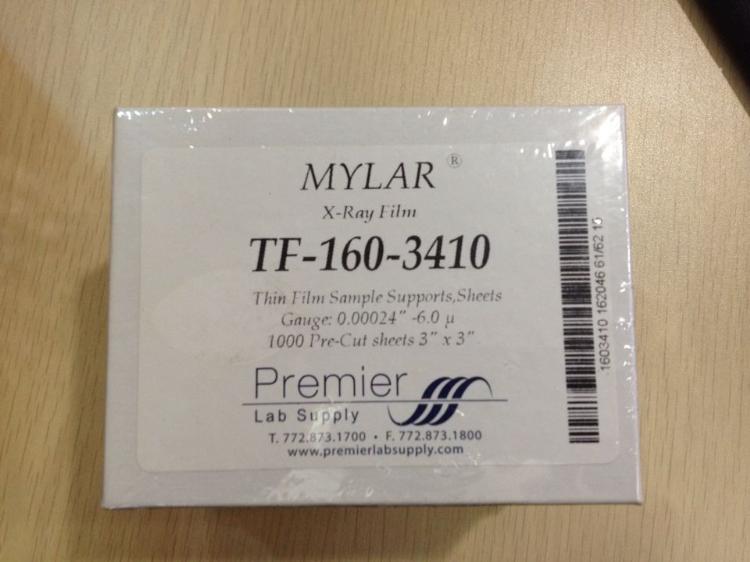 MYLAR ®
X-Ray Film
TF-160-3410
Thin Film Sample Supports,Sheets
Gauge: 0.00024" -6.0 µ
1000 Pre-Cut sheets 3" x 3"
Premier
Lab Supply
T. 772.873.1700 • F. 772.873.1800
www.premierlabsupply.com
1603410 162046 61/62 15